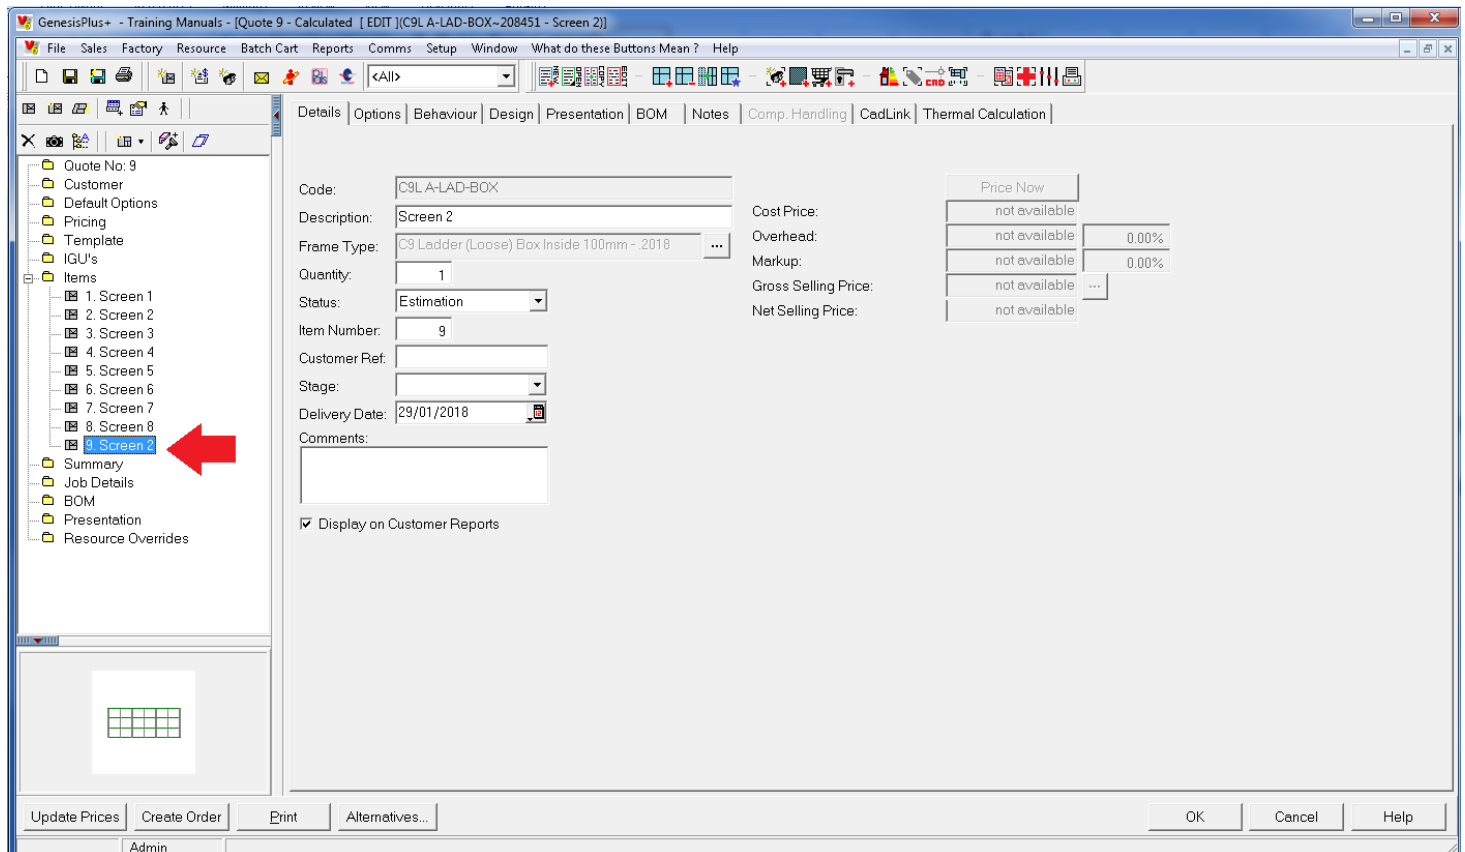 GenesisPlus+ - Training Manuals - [Quote 9 - Calculated [ EDIT ](C9L A-LAD-BOX~208451 - Screen 2)]
File Sales Factory Resource Batch Cart Reports Comms Setup Window What do these Buttons Mean ? Help
<All>
CAD
Details Options Behaviour Design Presentation BOM Notes Comp. Handling CadLink Thermal Calculation
Quote No: 9
Customer
Default Options
Pricing
Template
IGU's
Items
1. Screen 1
2. Screen 2
3. Screen 3
4. Screen 4
5. Screen 5
6. Screen 6
7. Screen 7
8. Screen 8
9. Screen 2
Summary
Job Details
BOM
Presentation
Resource Overrides
Code: C9L A-LAD-BOX
Description: Screen 2
Frame Type: C9 Ladder (Loose) Box Inside 100mm - .2018 ...
Quantity: 1
Status: Estimation
Item Number: 9
Customer Ref:
Stage:
Delivery Date: 29/01/2018
Comments:
Display on Customer Reports
Price Now
Cost Price: not available
Overhead: not available 0.00%
Markup: not available 0.00%
Gross Selling Price: not available ...
Net Selling Price: not available
Update Prices Create Order Print Alternatives... OK Cancel Help
Admin